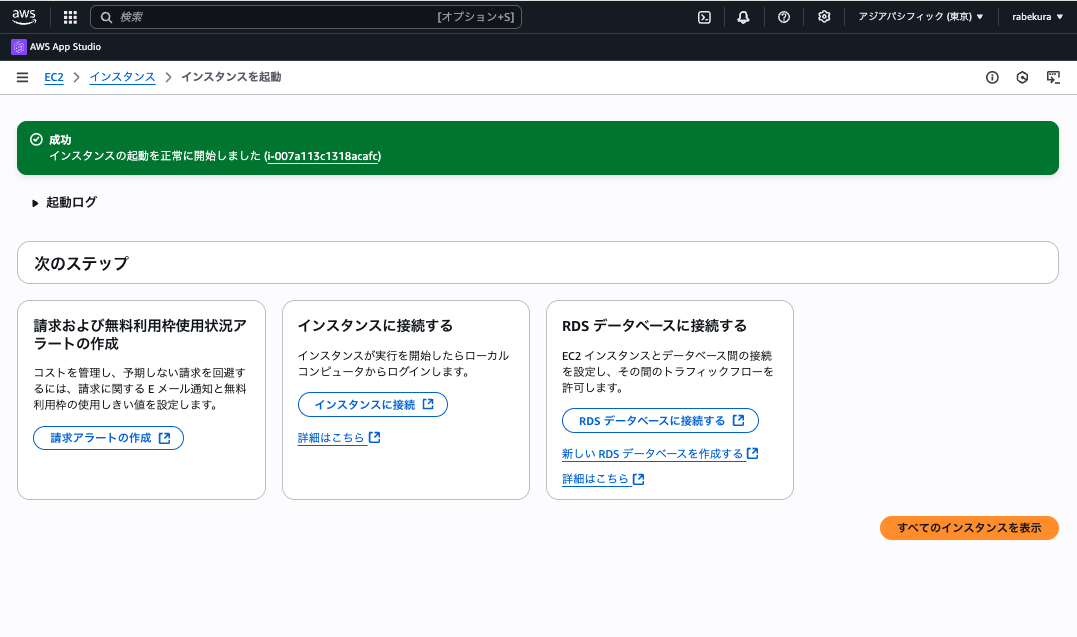 aws
検索
[オプション+S]
アジアパシフィック (東京)
rabekura
AWS App Studio
EC2
インスタンス
インスタンスを起動
成功
インスタンスの起動を正常に開始しました (i-007a113c1318acafc)
起動ログ
次のステップ
請求および無料利用枠使用状況ア
ラートの作成
コストを管理し、予期しない請求を回避す
るには、請求に関する E メール通知と無料
利用枠の使用しきい値を設定します。
請求アラートの作成
インスタンスに接続する
インスタンスが実行を開始したらローカル
コンピュータからログインします。
インスタンスに接続
詳細はこちら
RDS データベースに接続する
EC2 インスタンスとデータベース間の接続
を設定し、その間のトラフィックフローを
許可します。
RDS データベースに接続する
新しい RDS データベースを作成する
詳細はこちら
すべてのインスタンスを表示